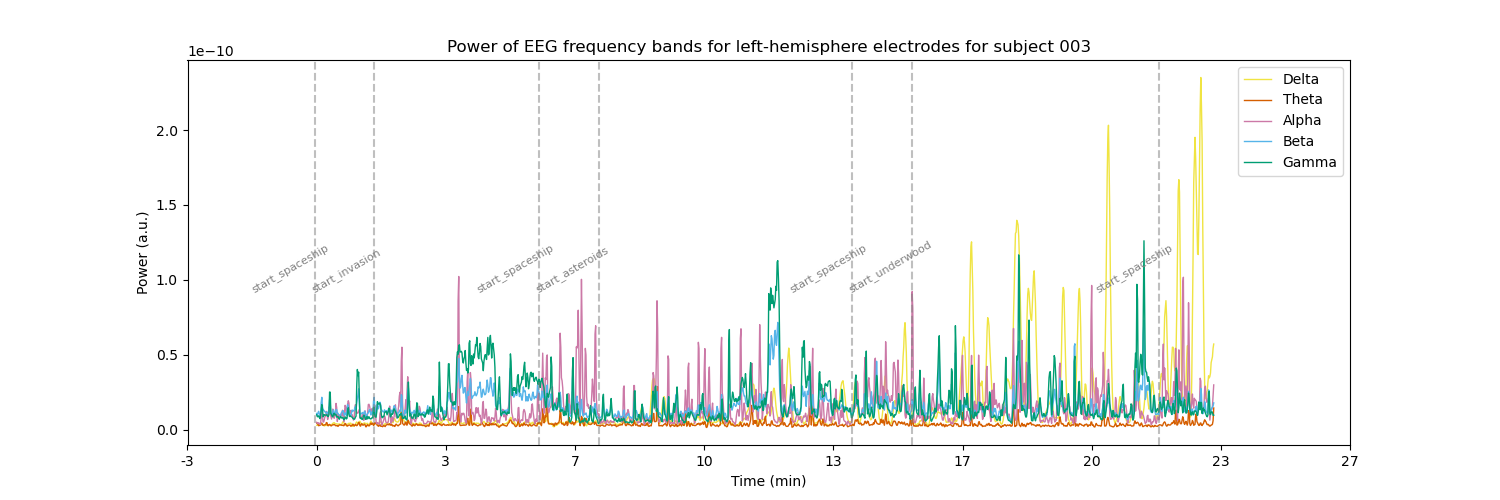 Power of EEG frequency bands for left-hemisphere electrodes for subject 003
1e−10
Delta
Theta
Alpha
Beta
Gamma
2.0
1.5
1.0
0.5
0.0
Power (a.u.)
start_spaceship
start_invasion
start_spaceship
start_asteroids
start_spaceship
start_underwood
start_spaceship
-3
0
3
7
10
13
17
20
23
27
Time (min)